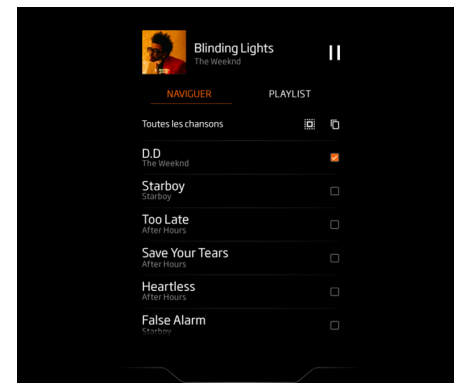 Blinding Lights
The Weeknd
NAVIGUER PLAYLIST
Toutes les chansons
D.D
The Weeknd
Starboy
Starboy
Too Late
After Hours
Save Your Tears
After Hours
Heartless
After Hours
False Alarm
Starboy